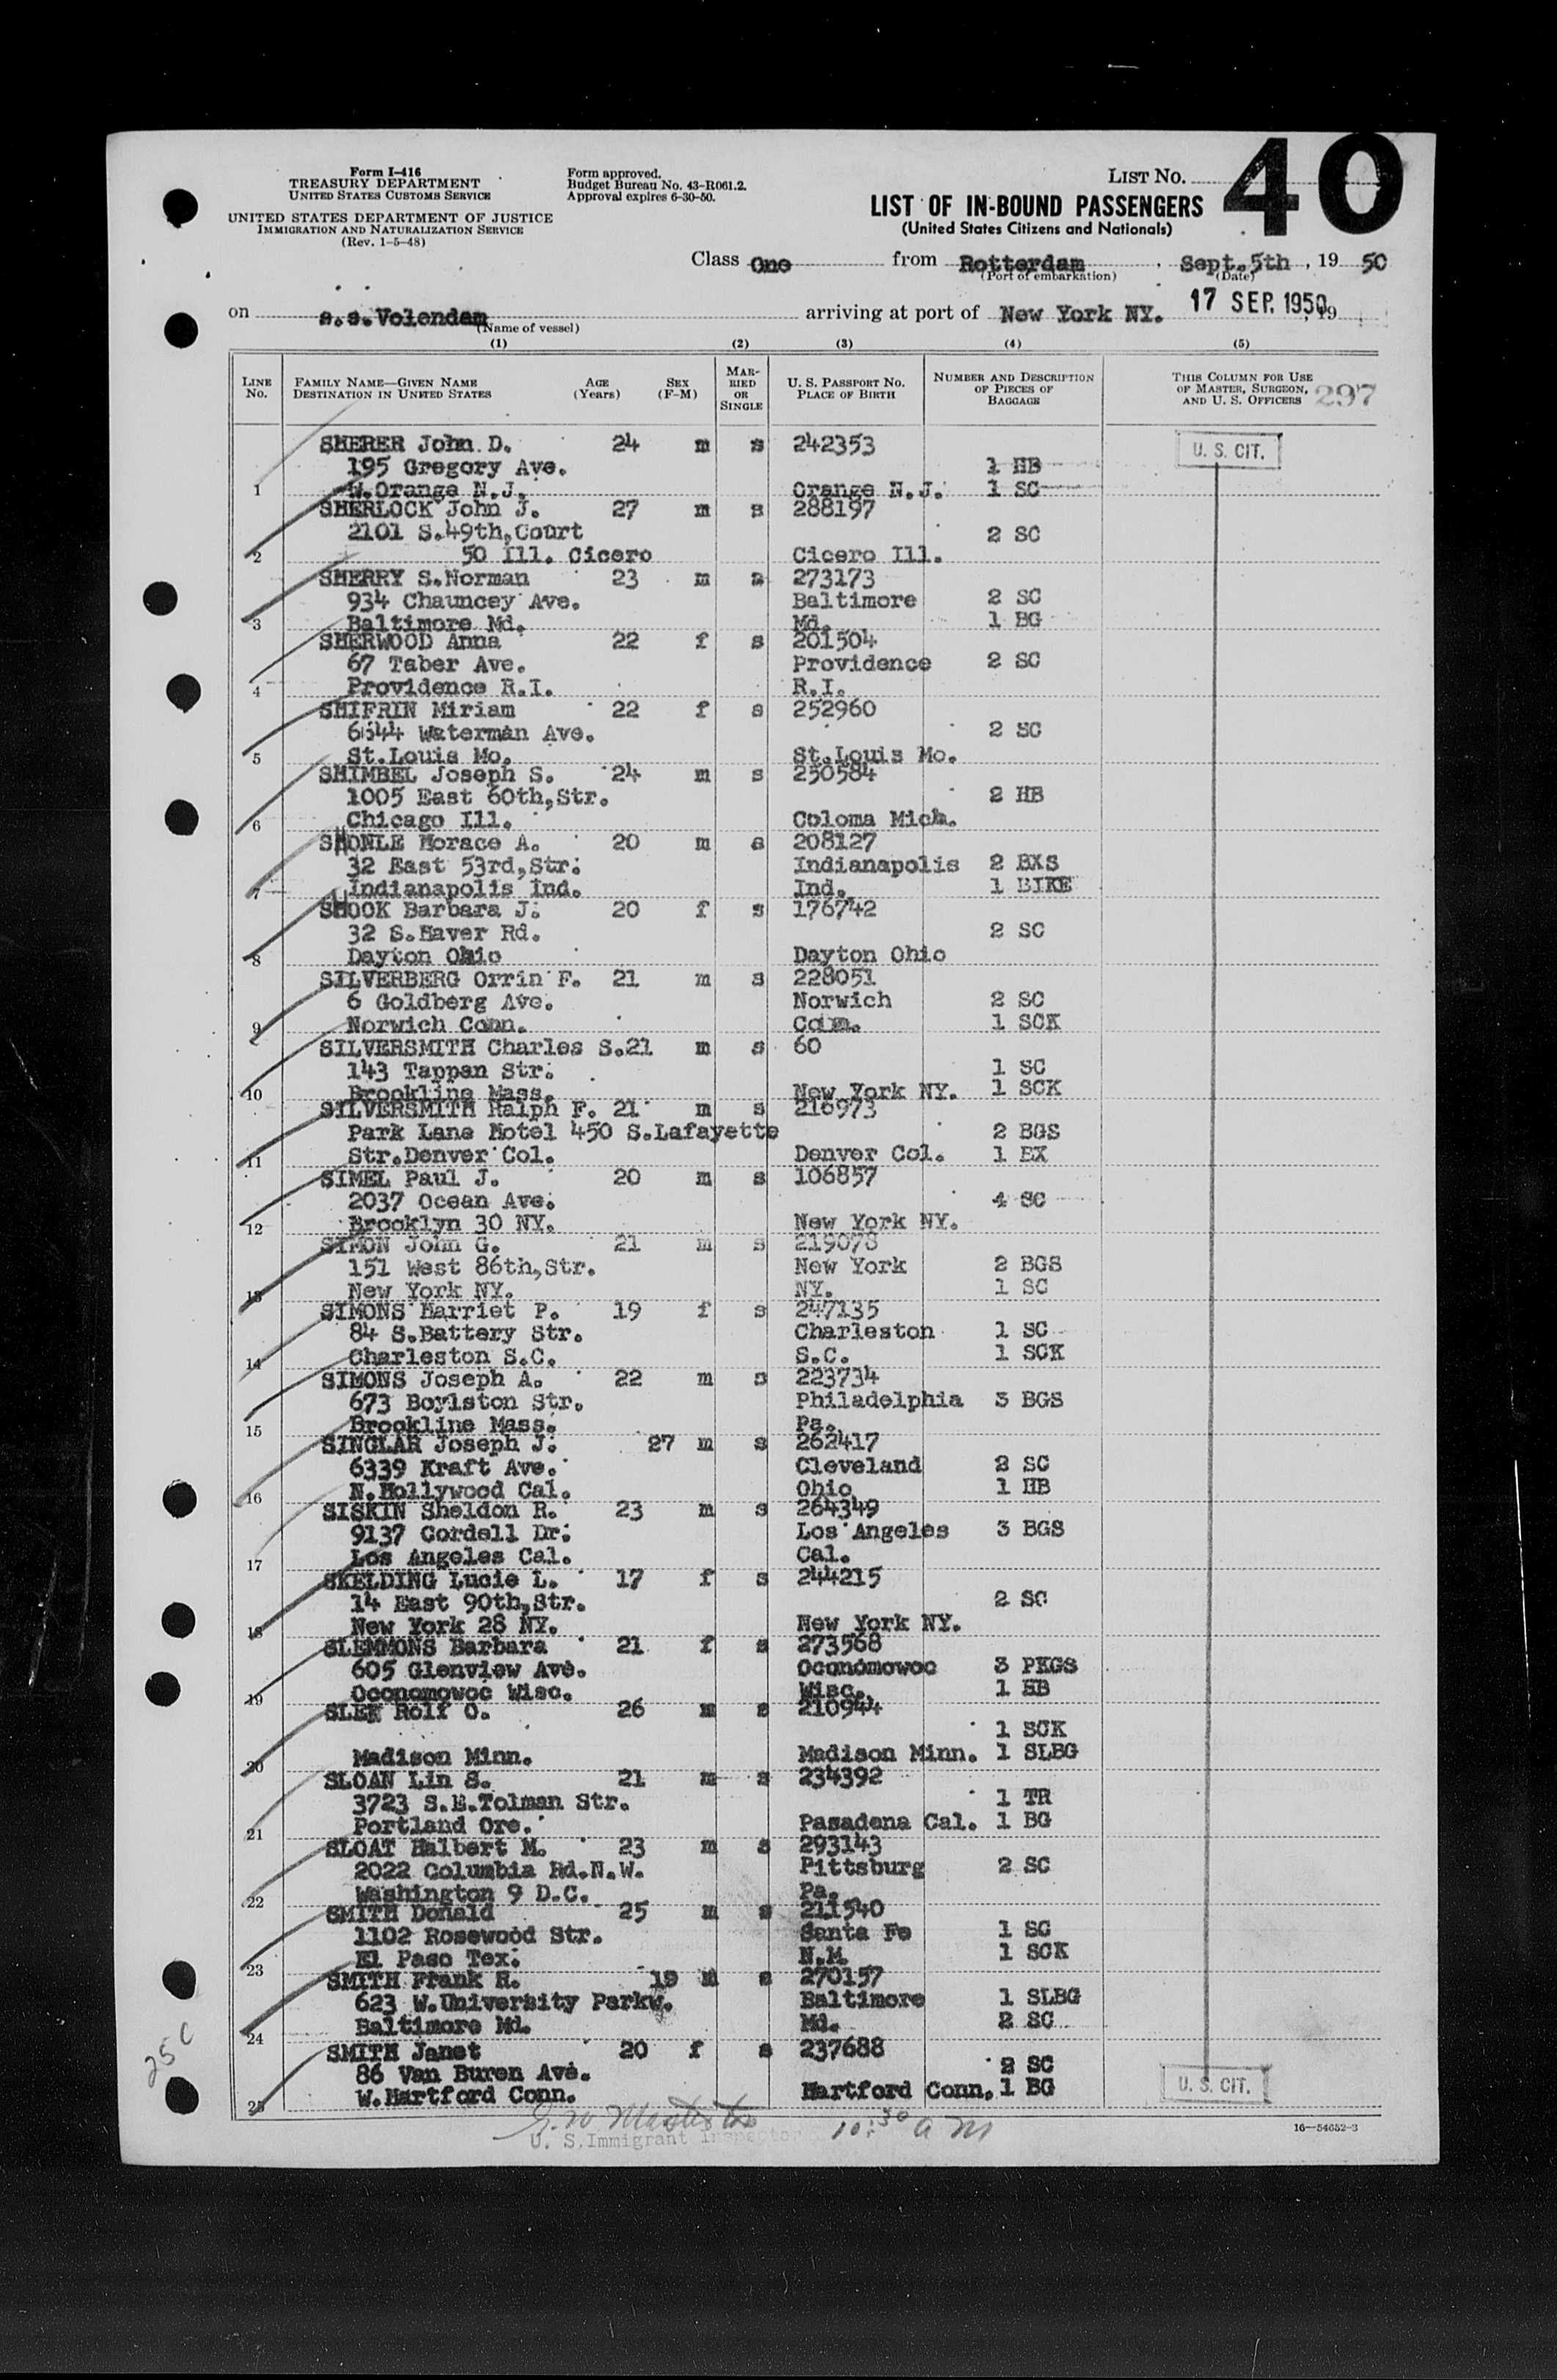 Form I-416
TREASURY DEPARTMENT
UNITED STATES CUSTOMS SERVICE
UNITED STATES DEPARTMENT OF JUSTICE
IMMIGRATION AND NATURALIZATION SERVICE
(Rev. 1-5-48)
Form approved.
Budget Bureau No. 43-R061.2.
Approval expires 6-30-50.
LIST No. 40
LIST OF IN-BOUND PASSENGERS
(United States Citizens and Nationals)
Class One from Rotterdam, Sept.5th, 19 50
(Port of embarkation) (Date)
on s.s.Volendam arriving at port of New York NY. 17 SEP. 1950, 19
(Name of vessel)
(1) (2) (3) (4) (5)
LINE No. FAMILY NAME—GIVEN NAME DESTINATION IN UNITED STATES AGE (Years) SEX (F-M) MARRIED OR SINGLE U. S. PASSPORT NO. PLACE OF BIRTH NUMBER AND DESCRIPTION OF PIECES OF BAGGAGE THIS COLUMN FOR USE OF MASTER, SURGEON, AND U. S. OFFICERS 297
SHERER John D. 24 m s 242353 U. S. CIT.
195 Gregory Ave. 1 HB
1 W.Orange N.J. Orange N.J. 1 SC
SHERLOCK John J. 27 m s 288197
2101 S.49th,Court 2 SC
2 50 Ill. Cicero Cicero Ill.
SHERRY S.Norman 23 m s 273173
934 Chauncey Ave. Baltimore 2 SC
3 Baltimore Md. Md. 1 BG
SHERWOOD Anna 22 f s 201504
67 Taber Ave. Providence 2 SC
4 Providence R.I. R.I.
SHIFRIN Miriam 22 f s 252960
6644 Waterman Ave. 2 SC
5 St.Louis Mo. St.Louis Mo.
SHIMBEL Joseph S. 24 m s 250584
1005 East 60th,Str. 2 HB
6 Chicago Ill. Coloma Mich.
SHONLE Horace A. 20 m s 208127
32 East 53rd,Str. Indianapolis 2 BXS
7 Indianapolis Ind. Ind. 1 BIKE
SHOOK Barbara J. 20 f s 176742
32 S.Haver Rd. 2 SC
8 Dayton Ohio Dayton Ohio
SILVERBERG Orrin F. 21 m s 228051
6 Goldberg Ave. Norwich 2 SC
9 Norwich Conn. Conn. 1 SCK
SILVERSMITH Charles S.21 m s 60
143 Tappan Str. 1 SC
10 Brookline Mass. New York NY. 1 SCK
SILVERSMITH Ralph F. 21 m s 216973
Park Lane Hotel 450 S.Lafayette 2 BGS
11 Str.Denver Col. Denver Col. 1 BX
SIMEL Paul J. 20 m s 106857
2037 Ocean Ave. 4 SC
12 Brooklyn 30 NY. New York NY.
SIMON John G. 21 m s 219078
151 West 86th,Str. New York 2 BGS
13 New York NY. NY. 1 SC
SIMONS Harriet P. 19 f s 247135
84 S.Battery Str. Charleston 1 SC
14 Charleston S.C. S.C. 1 SCK
SIMONS Joseph A. 22 m s 223734
673 Boylston Str. Philadelphia 3 BGS
15 Brookline Mass. Pa.
SINGLAR Joseph J. 27 m s 262417
6339 Kraft Ave. Cleveland 2 SC
16 N.Hollywood Cal. Ohio 1 HB
SISKIN Sheldon R. 23 m s 264349
9137 Cordell Dr. Los Angeles 3 BGS
17 Los Angeles Cal. Cal.
SKELDING Lucie L. 17 f s 244215
14 East 90th,Str. 2 SC
18 New York 28 NY. New York NY.
SLEMMONS Barbara 21 f s 273568
605 Glenview Ave. Oconomowoc 3 PKGS
19 Oconomowoc Wisc. Wisc. 1 HB
SLEN Rolf O. 26 m s 210944
1 SCK
20 Madison Minn. Madison Minn. 1 SLBG
SLOAN Lin S. 21 m s 234392
3723 S.E.Tolman Str. 1 TR
21 Portland Ore. Pasadena Cal. 1 BG
SLOAT Halbert M. 23 m s 293143
2022 Columbia Rd.N.W. Pittsburg 2 SC
22 Washington 9 D.C. Pa.
SMITH Donald 25 m s 211540
1102 Rosewood Str. Santa Fe 1 SC
23 El Paso Tex. N.M. 1 SCK
SMITH Frank R. 19 m s 270157
623 W.University Parkw. Baltimore 1 SLBG
24 Baltimore Md. Md. 2 SC
SMITH Janet 20 f s 237688
86 Van Buren Ave. 2 SC
25 W.Hartford Conn. Hartford Conn. 1 BG U. S. CIT.
10:30 a m
U. S. Immigrant Inspector
16—54652-3
25c